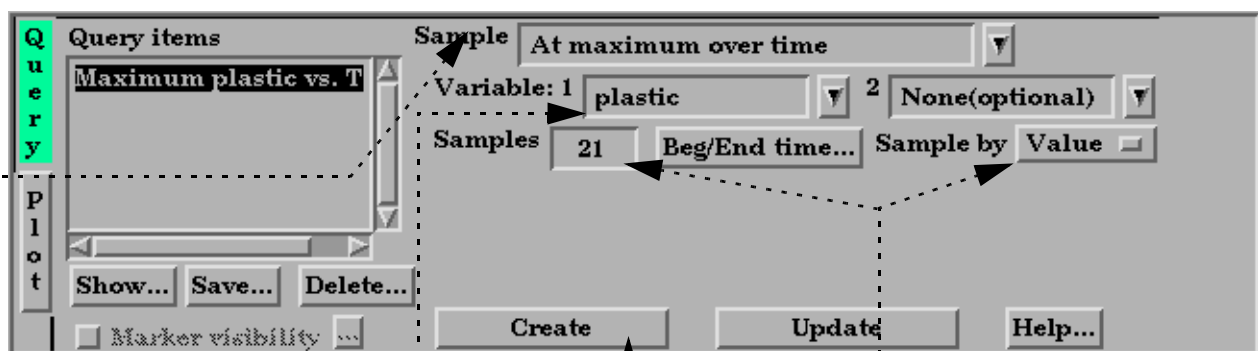 Query
Plot
Query items
Maximum plastic vs. T
Show... Save... Delete...
Marker visibility ...
Sample At maximum over time
Variable: 1 plastic 2 None(optional)
Samples 21 Beg/End time... Sample by Value
Create Update Help...